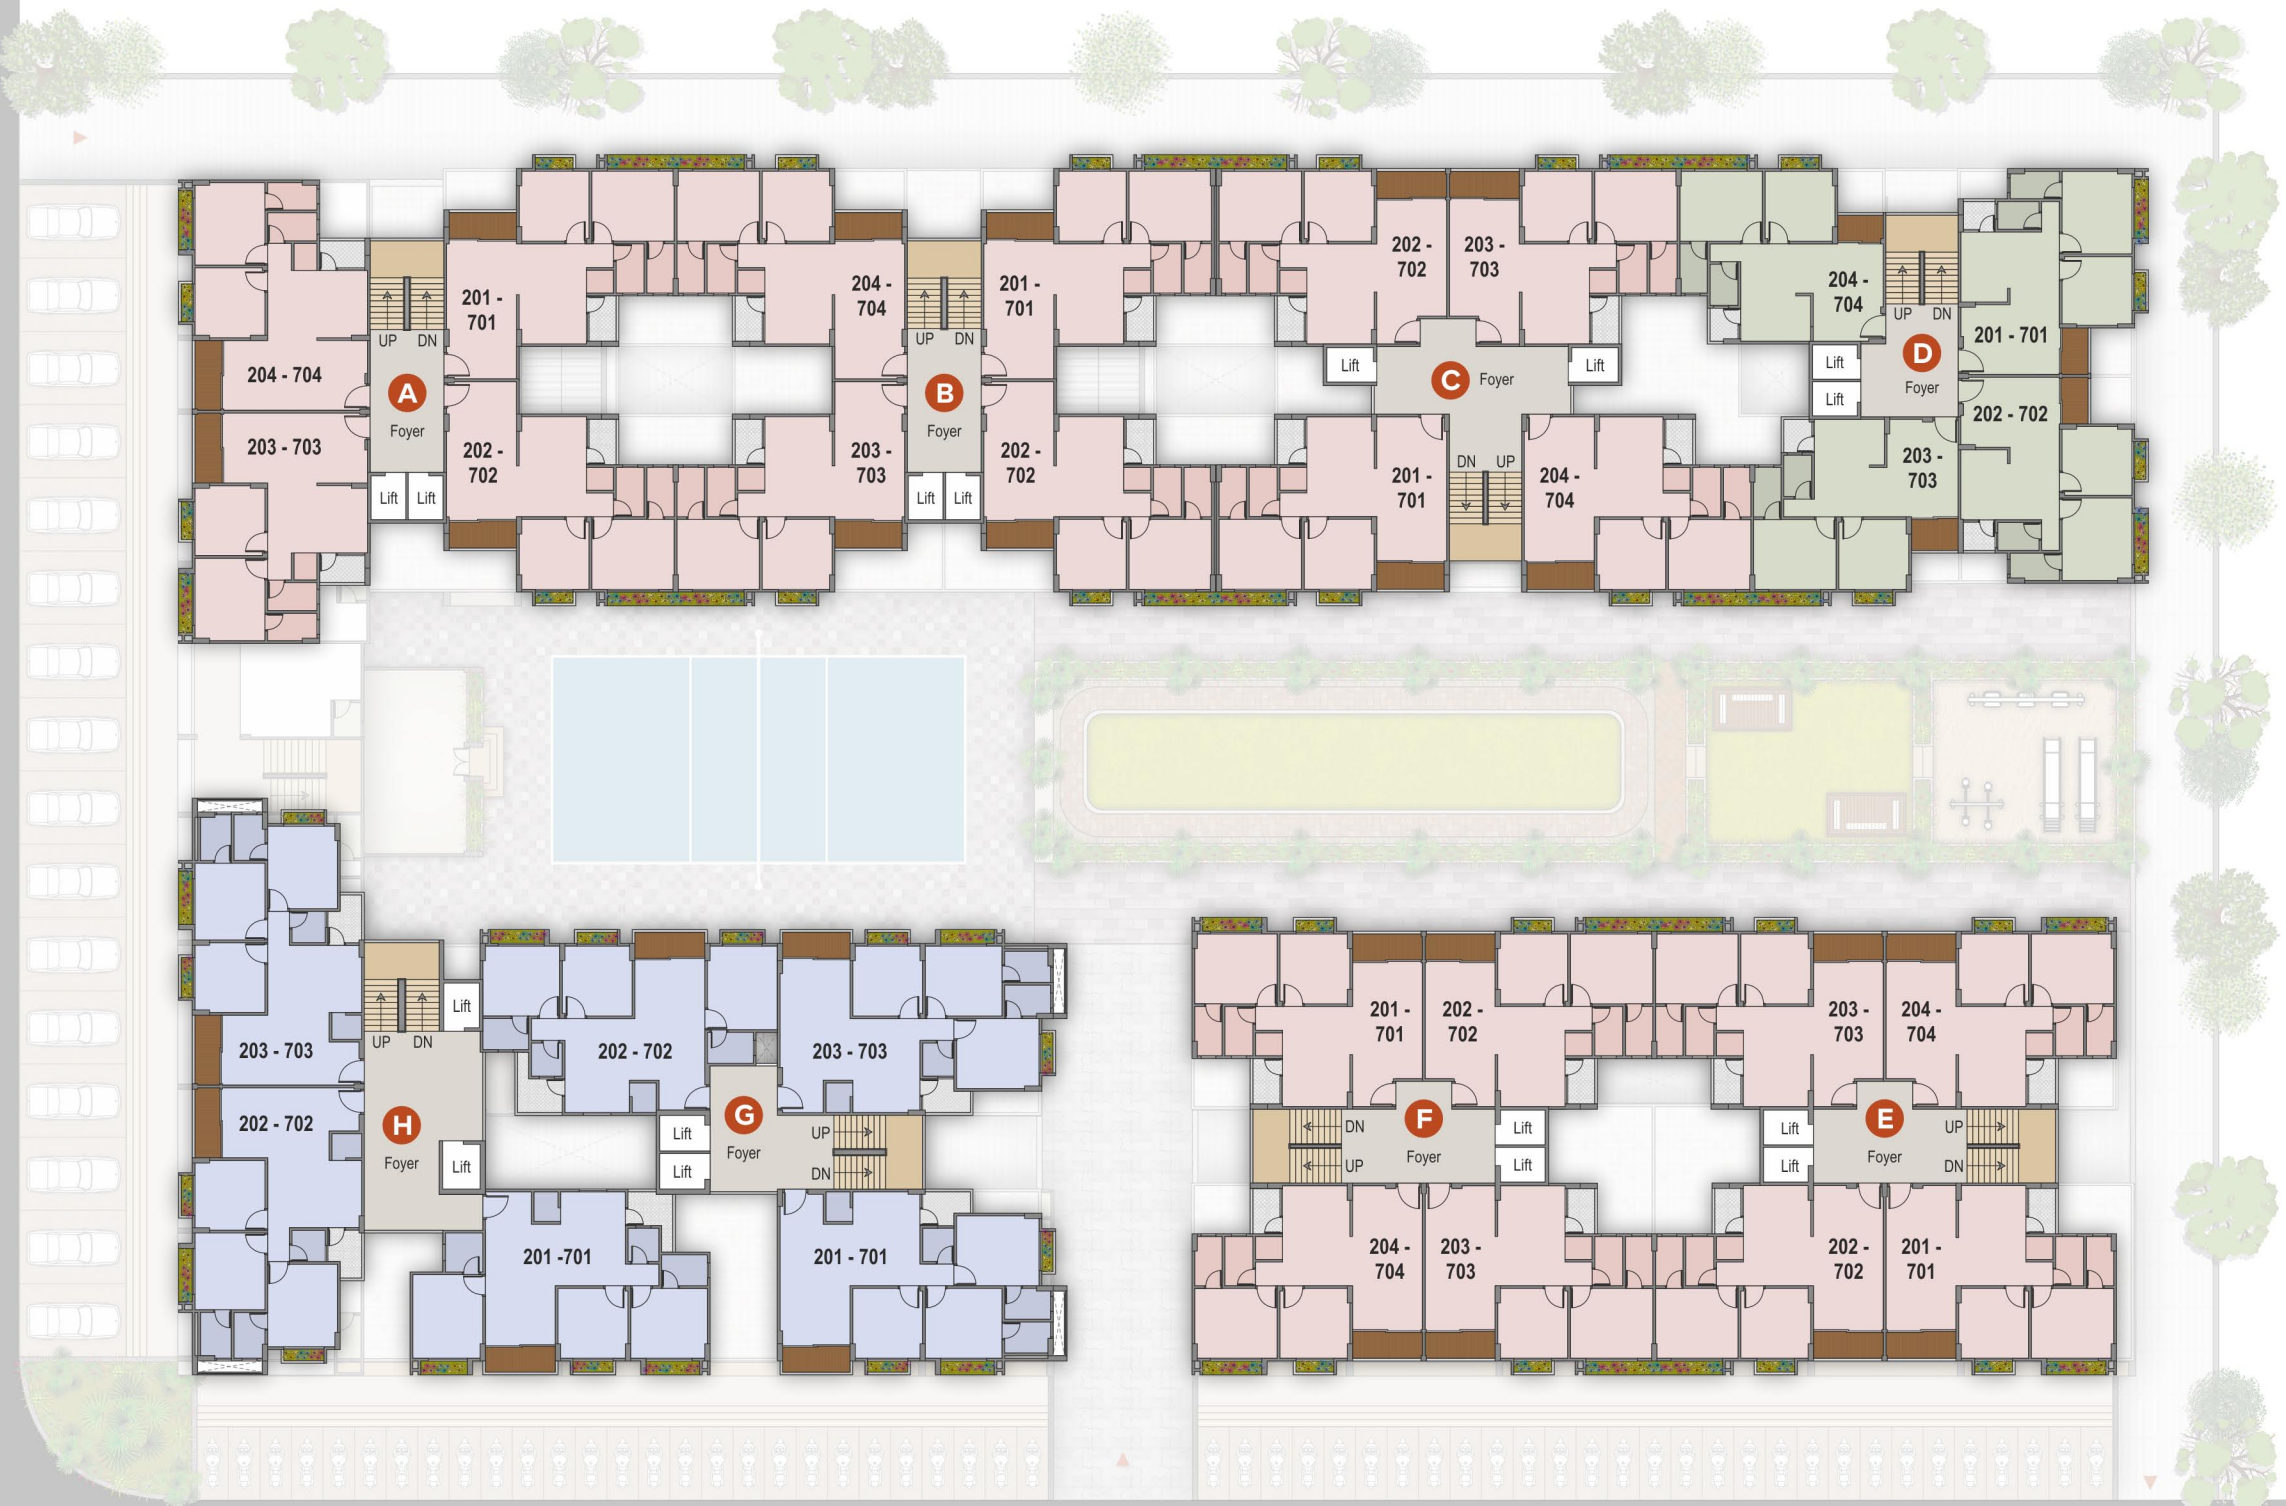 204 - 704
203 - 703
UP DN
A
Foyer
Lift Lift
201 -
701
202 -
702
204 -
704
203 -
703
UP DN
B
Foyer
Lift Lift
201 -
701
202 -
702
202 -
702
203 -
703
Lift
C Foyer
Lift
201 -
701
DN UP
204 -
704
204 -
704
UP DN
D
Foyer
Lift
Lift
201 - 701
202 - 702
203 -
703
203 - 703
202 - 702
UP DN
Lift
H
Foyer
Lift
201 -701
202 - 702
203 - 703
G
Foyer
Lift
Lift
UP
DN
201 - 701
201 -
701
202 -
702
DN
UP
F
Foyer
Lift
Lift
204 -
704
203 -
703
203 -
703
204 -
704
Lift
Lift
E
Foyer
UP
DN
202 -
702
201 -
701